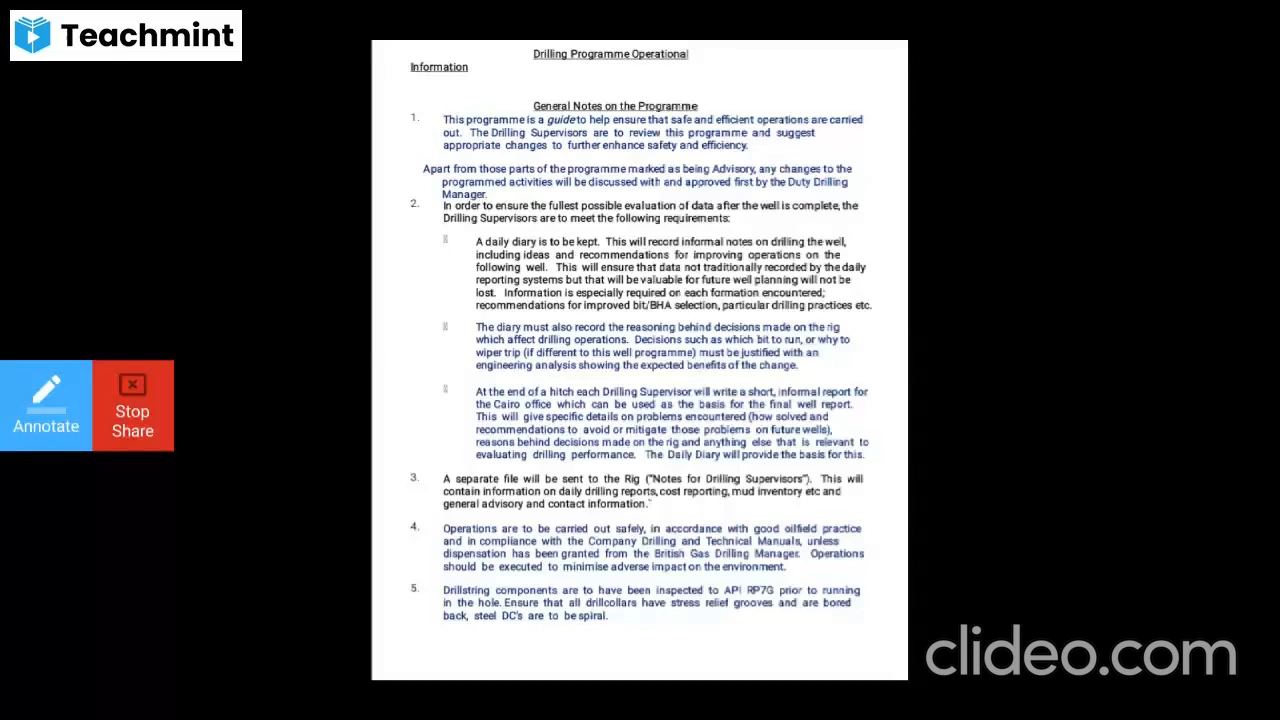 Teachmint
Drilling Programme Operational
Information
General Notes on the Programme
1. This programme is a guide to help ensure that safe and efficient operations are carried
out. The Drilling Supervisors are to review this programme and suggest
appropriate changes to further enhance safety and efficiency.
Apart from those parts of the programme marked as being Advisory, any changes to the
programmed activities will be discussed with and approved first by the Duty Drilling
Manager.
2. In order to ensure the fullest possible evaluation of data after the well is complete, the
Drilling Supervisors are to meet the following requirements:
A daily diary is to be kept. This will record informal notes on drilling the well,
including ideas and recommendations for improving operations on the
following well. This will ensure that data not traditionally recorded by the daily
reporting systems but that will be valuable for future well planning will not be
lost. Information is especially required on each formation encountered;
recommendations for improved bit/BHA selection, particular drilling practices etc.
The diary must also record the reasoning behind decisions made on the rig
which affect drilling operations. Decisions such as which bit to run, or why to
wiper trip (if different to this well programme) must be justified with an
engineering analysis showing the expected benefits of the change.
At the end of a hitch each Drilling Supervisor will write a short, informal report for
the Cairo office which can be used as the basis for the final well report.
This will give specific details on problems encountered (how solved and
recommendations to avoid or mitigate those problems on future wells),
reasons behind decisions made on the rig and anything else that is relevant to
evaluating drilling performance. The Daily Diary will provide the basis for this.
3. A separate file will be sent to the Rig ("Notes for Drilling Supervisors"). This will
contain information on daily drilling reports, cost reporting, mud inventory etc and
general advisory and contact information.`
4. Operations are to be carried out safely, in accordance with good oilfield practice
and in compliance with the Company Drilling and Technical Manuals, unless
dispensation has been granted from the British Gas Drilling Manager. Operations
should be executed to minimise adverse impact on the environment.
5. Drillstring components are to have been inspected to API RP7G prior to running
in the hole. Ensure that all drillcollars have stress relief grooves and are bored
back, steel DC's are to be spiral.
Annotate
Stop
Share
clideo.com